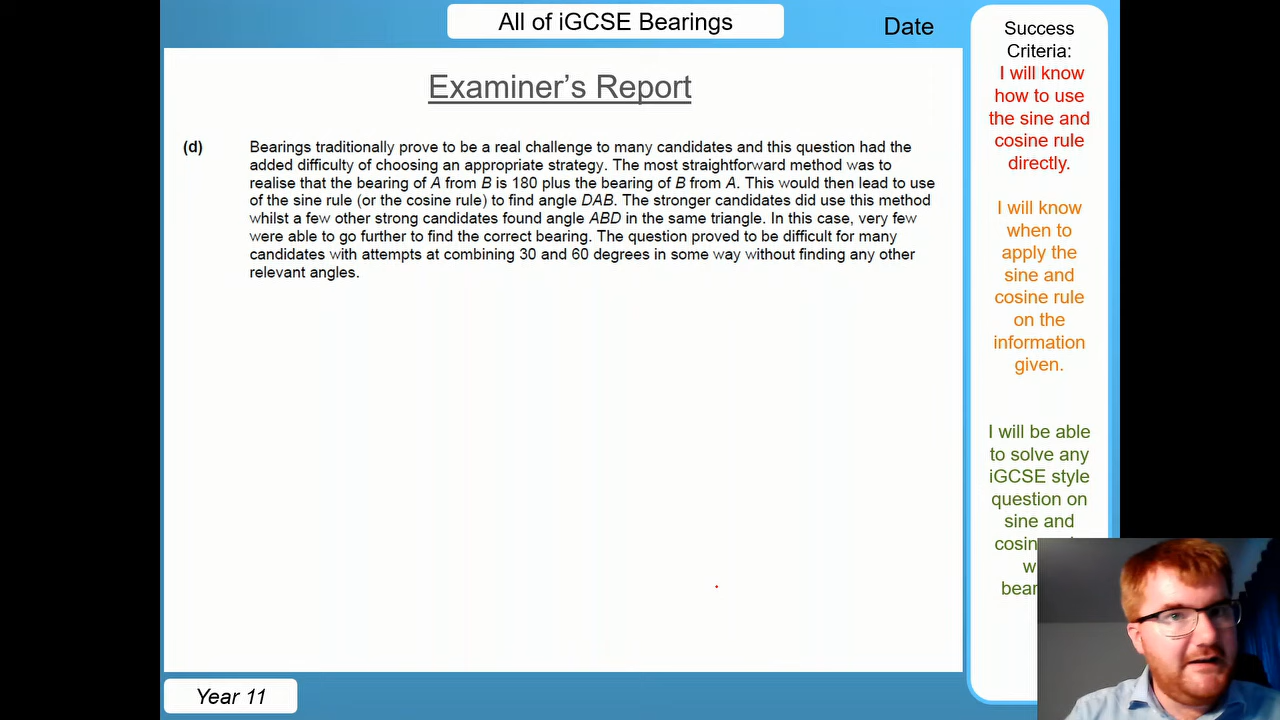 All of iGCSE Bearings
Date
Examiner's Report
(d) Bearings traditionally prove to be a real challenge to many candidates and this question had the
added difficulty of choosing an appropriate strategy. The most straightforward method was to
realise that the bearing of A from B is 180 plus the bearing of B from A. This would then lead to use
of the sine rule (or the cosine rule) to find angle DAB. The stronger candidates did use this method
whilst a few other strong candidates found angle ABD in the same triangle. In this case, very few
were able to go further to find the correct bearing. The question proved to be difficult for many
candidates with attempts at combining 30 and 60 degrees in some way without finding any other
relevant angles.
Year 11
Success
Criteria:
I will know
how to use
the sine and
cosine rule
directly.
I will know
when to
apply the
sine and
cosine rule
on the
information
given.
I will be able
to solve any
iGCSE style
question on
sine and